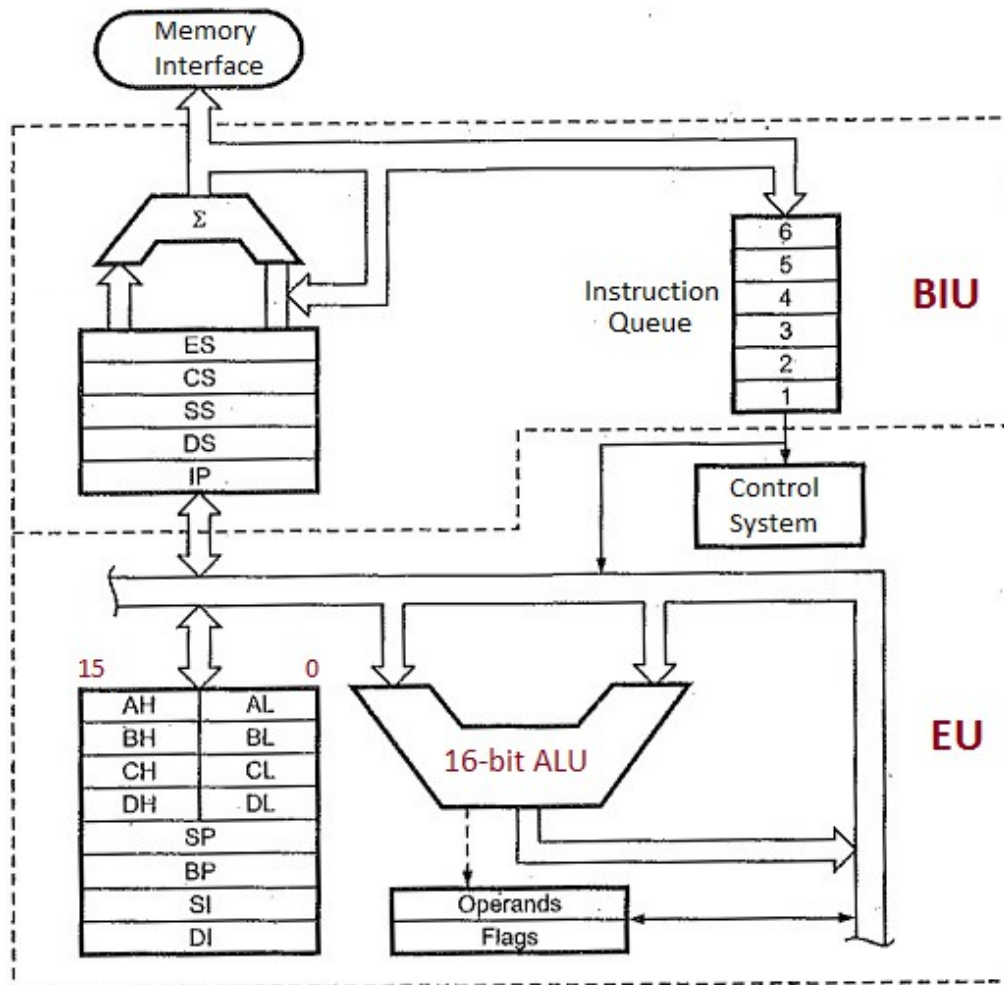 Memory
Interface
Σ
6
5
4
3
2
1
Instruction
Queue
BIU
ES
CS
SS
DS
IP
Control
System
15 0
AH AL
BH BL
CH CL
DH DL
SP
BP
SI
DI
16-bit ALU
EU
Operands
Flags